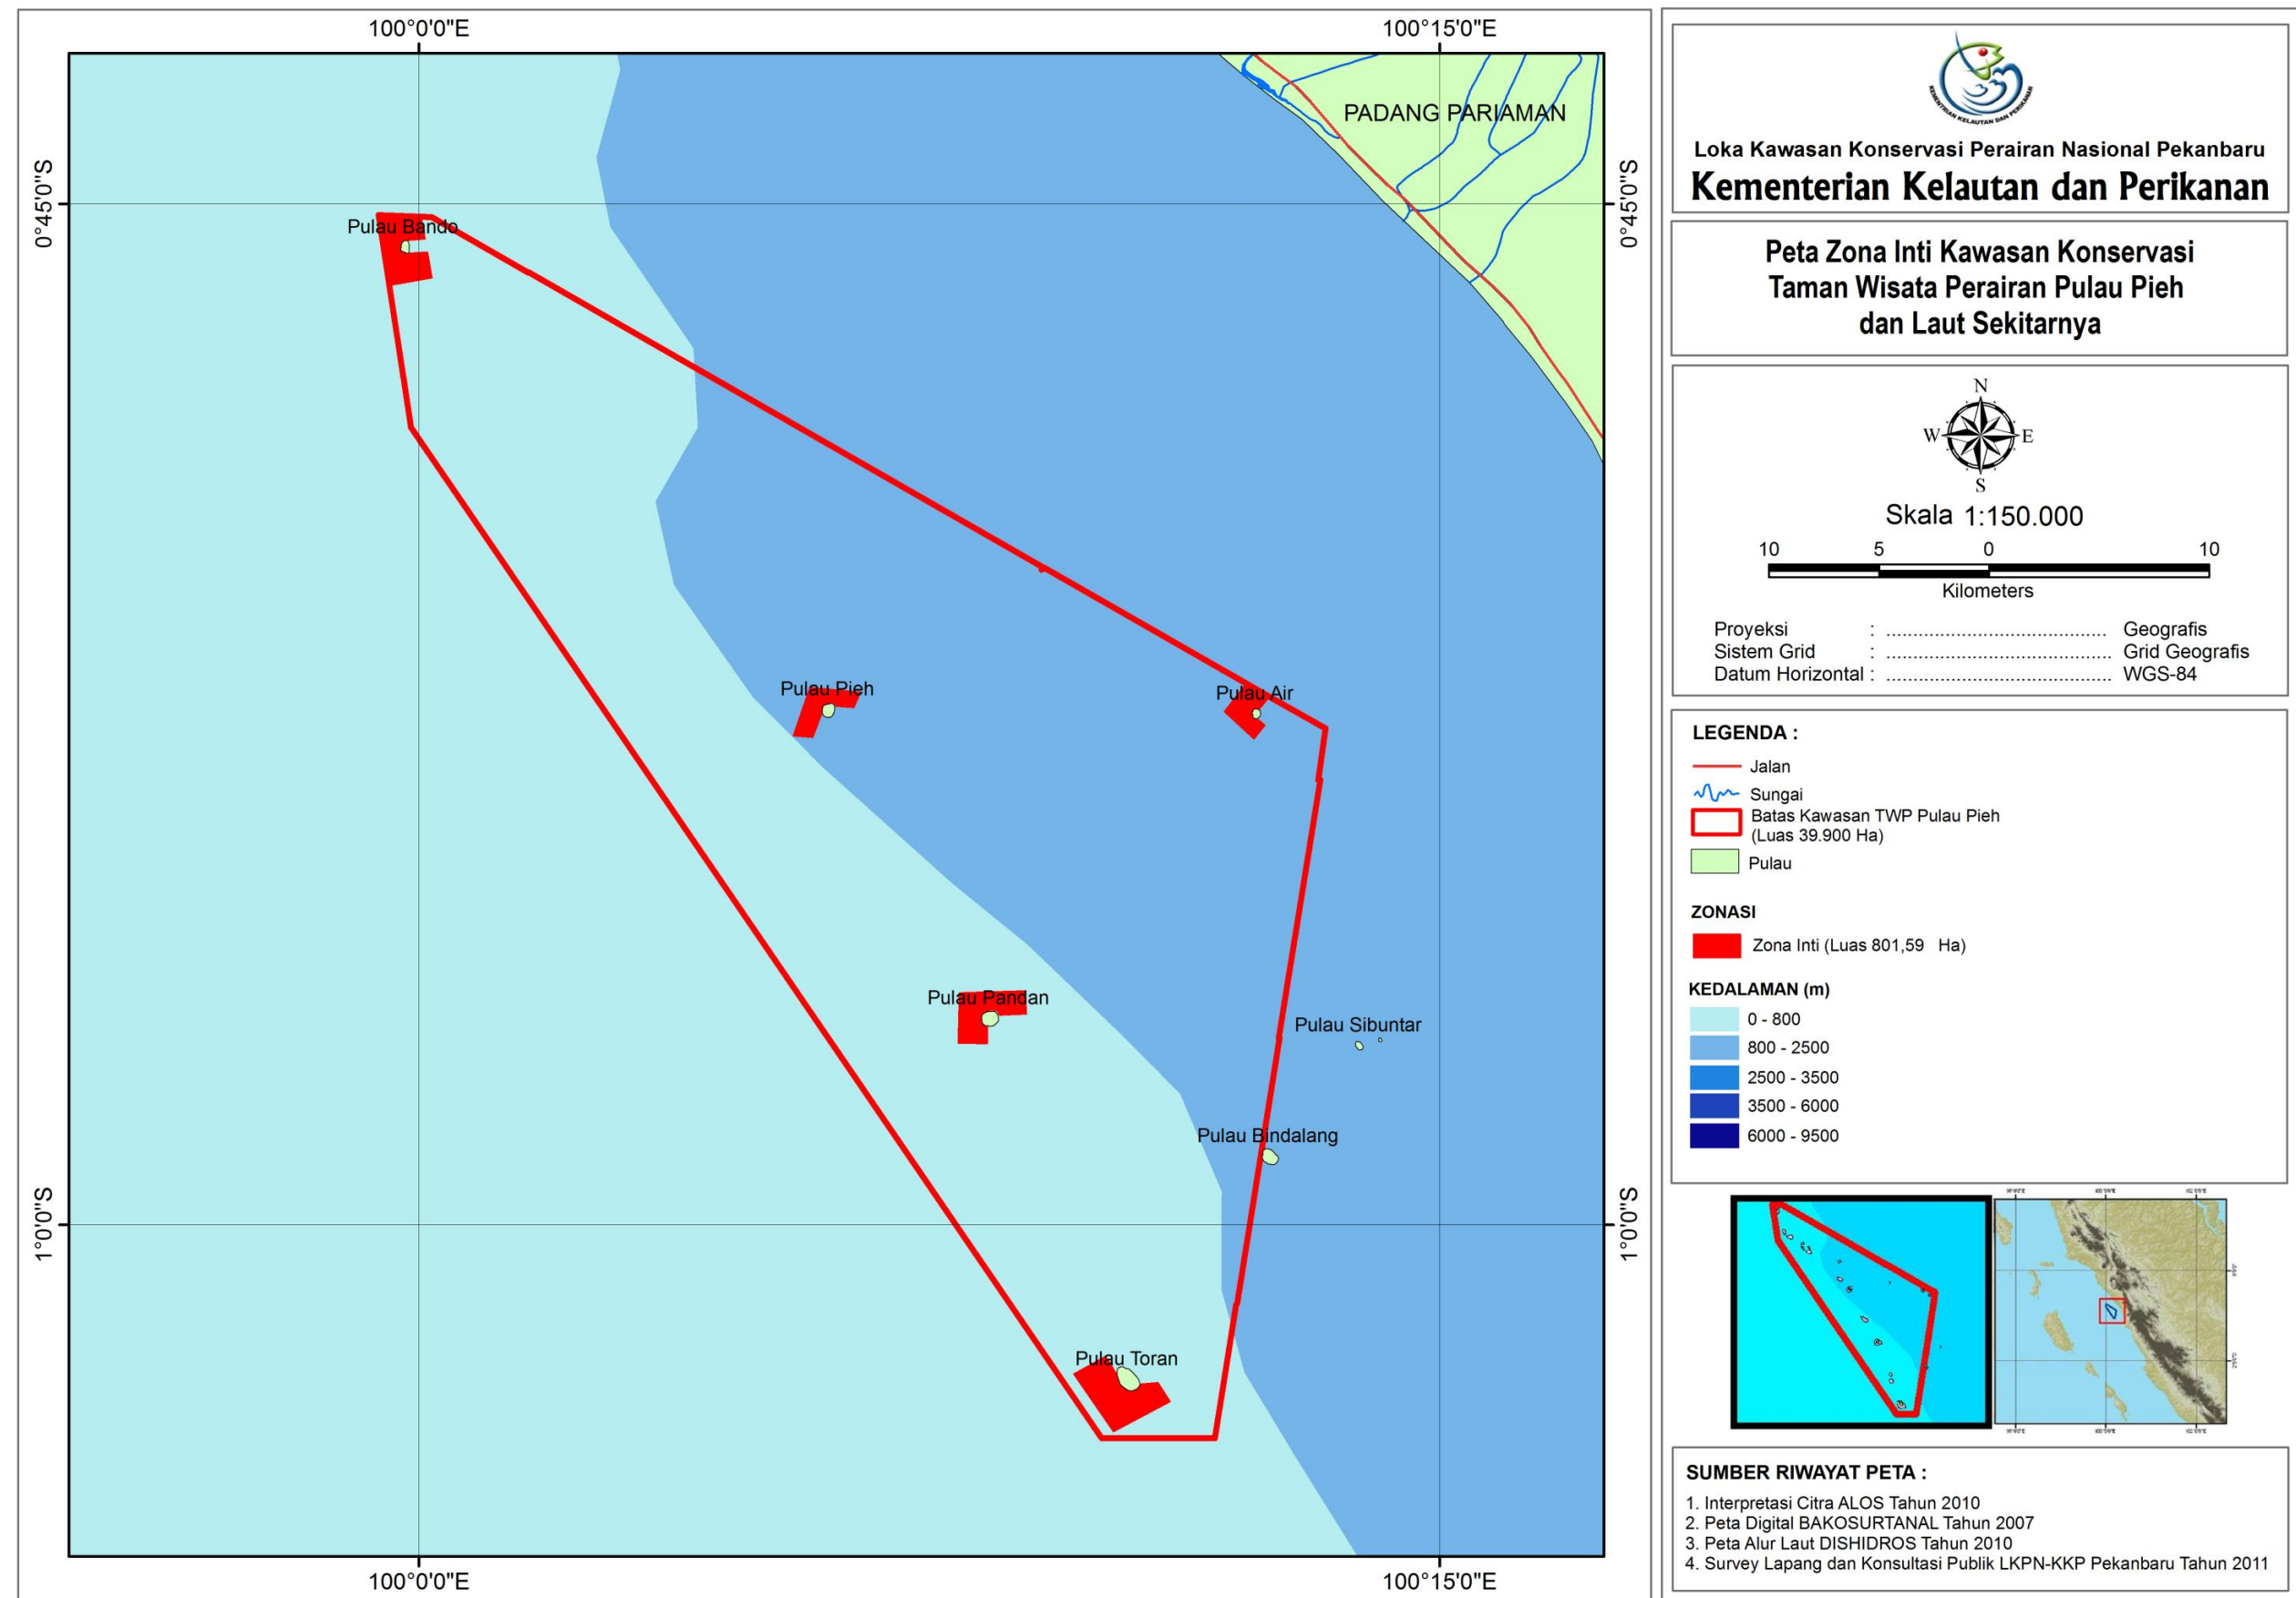 100°0'0"E
100°15'0"E
0°45'0"S
0°45'0"S
1°0'0"S
1°0'0"S
100°0'0"E
100°15'0"E
PADANG PARIAMAN
Pulau Bando
Pulau Pieh
Pulau Air
Pulau Pandan
Pulau Sibuntar
Pulau Bindalang
Pulau Toran
KEMENTRIAN KELAUTAN DAN PERIKANAN
Loka Kawasan Konservasi Perairan Nasional Pekanbaru
Kementerian Kelautan dan Perikanan
Peta Zona Inti Kawasan Konservasi
Taman Wisata Perairan Pulau Pieh
dan Laut Sekitarnya
N
W E
S
Skala 1:150.000
10 5 0 10
Kilometers
Proyeksi : ....................................... Geografis
Sistem Grid : ........................................ Grid Geografis
Datum Horizontal : ........................................ WGS-84
LEGENDA :
Jalan
Sungai
Batas Kawasan TWP Pulau Pieh
(Luas 39.900 Ha)
Pulau
ZONASI
Zona Inti (Luas 801,59 Ha)
KEDALAMAN (m)
0 - 800
800 - 2500
2500 - 3500
3500 - 6000
6000 - 9500
SUMBER RIWAYAT PETA :
1. Interpretasi Citra ALOS Tahun 2010
2. Peta Digital BAKOSURTANAL Tahun 2007
3. Peta Alur Laut DISHIDROS Tahun 2010
4. Survey Lapang dan Konsultasi Publik LKPN-KKP Pekanbaru Tahun 2011